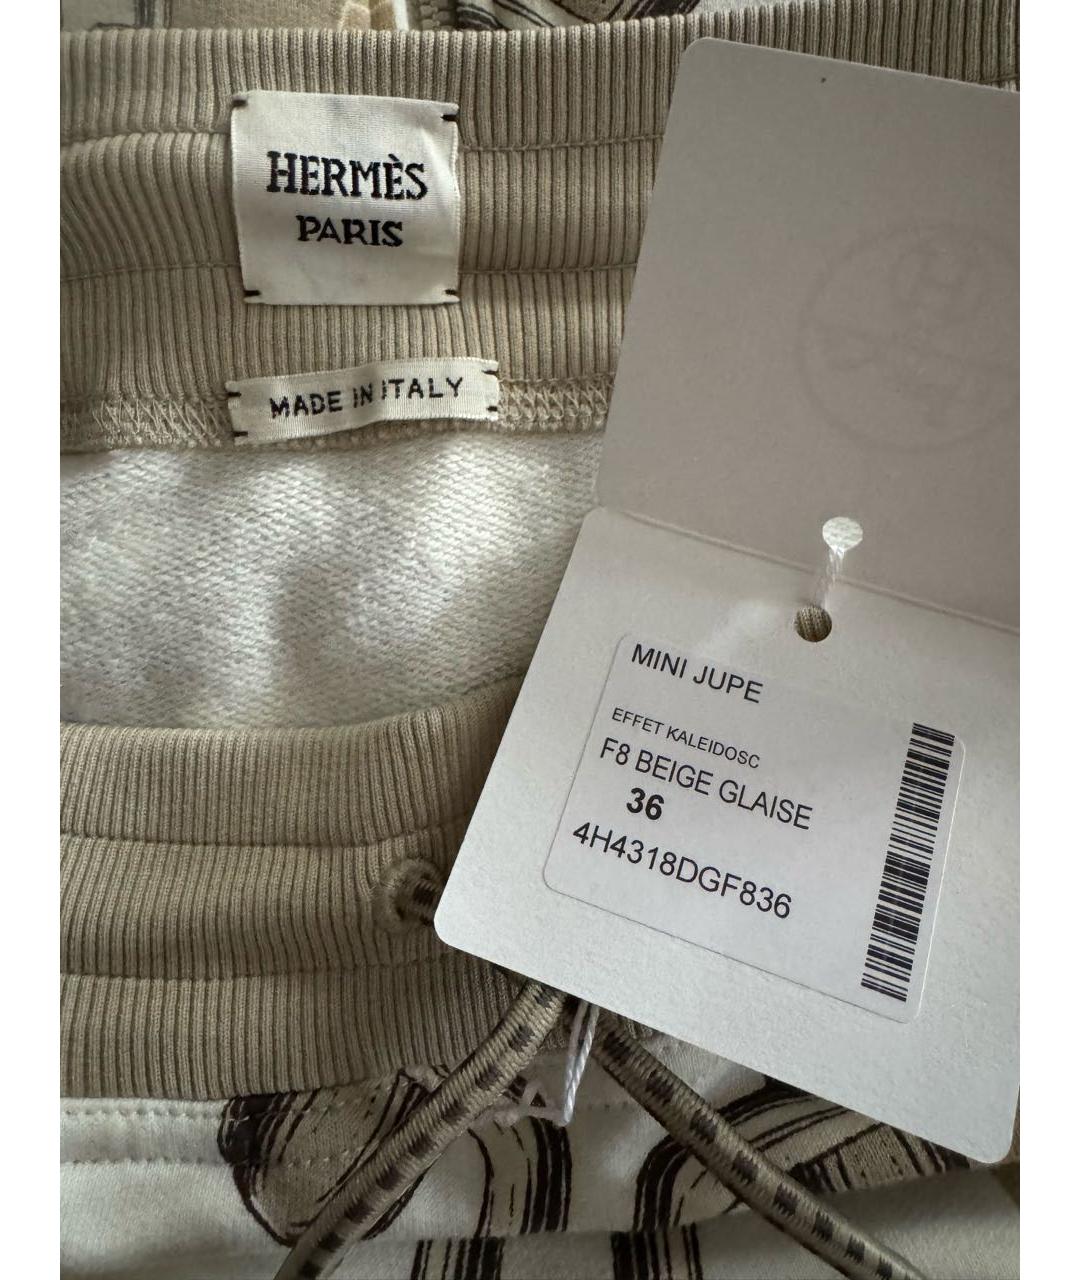 HERMÈS
PARIS
MADE IN ITALY
MINI JUPE
EFFET KALEIDOSC
F8 BEIGE GLAISE
36
4H4318DGF836